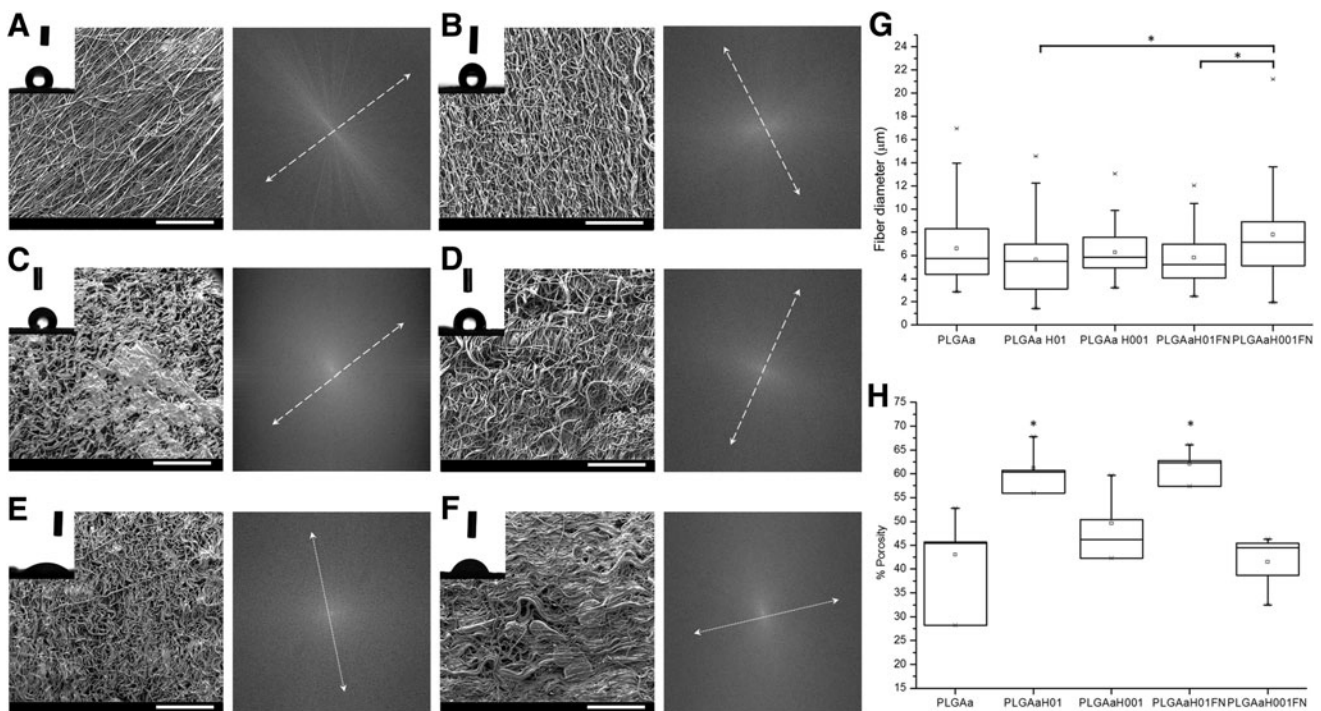 A
B
C
D
E
F
G
Fiber diameter (µm)
24
22
20
18
16
14
12
10
8
6
4
2
0
*
*
PLGAa
PLGAa H01
PLGAa H001
PLGAaH01FN
PLGAaH001FN
H
% Porosity
75
70
65
60
55
50
45
40
35
30
25
20
15
*
*
PLGAa
PLGAaH01
PLGAaH001
PLGAaH01FN
PLGAaH001FN